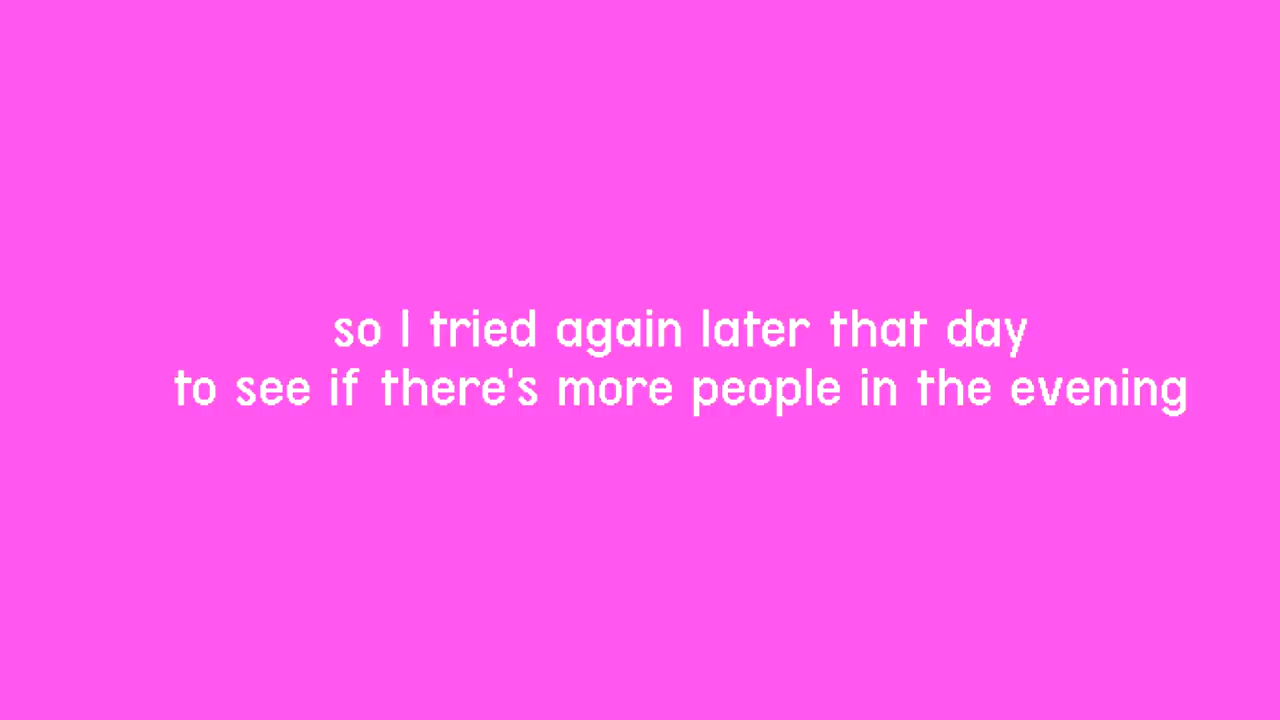 so I tried again later that day
to see if there's more people in the evening